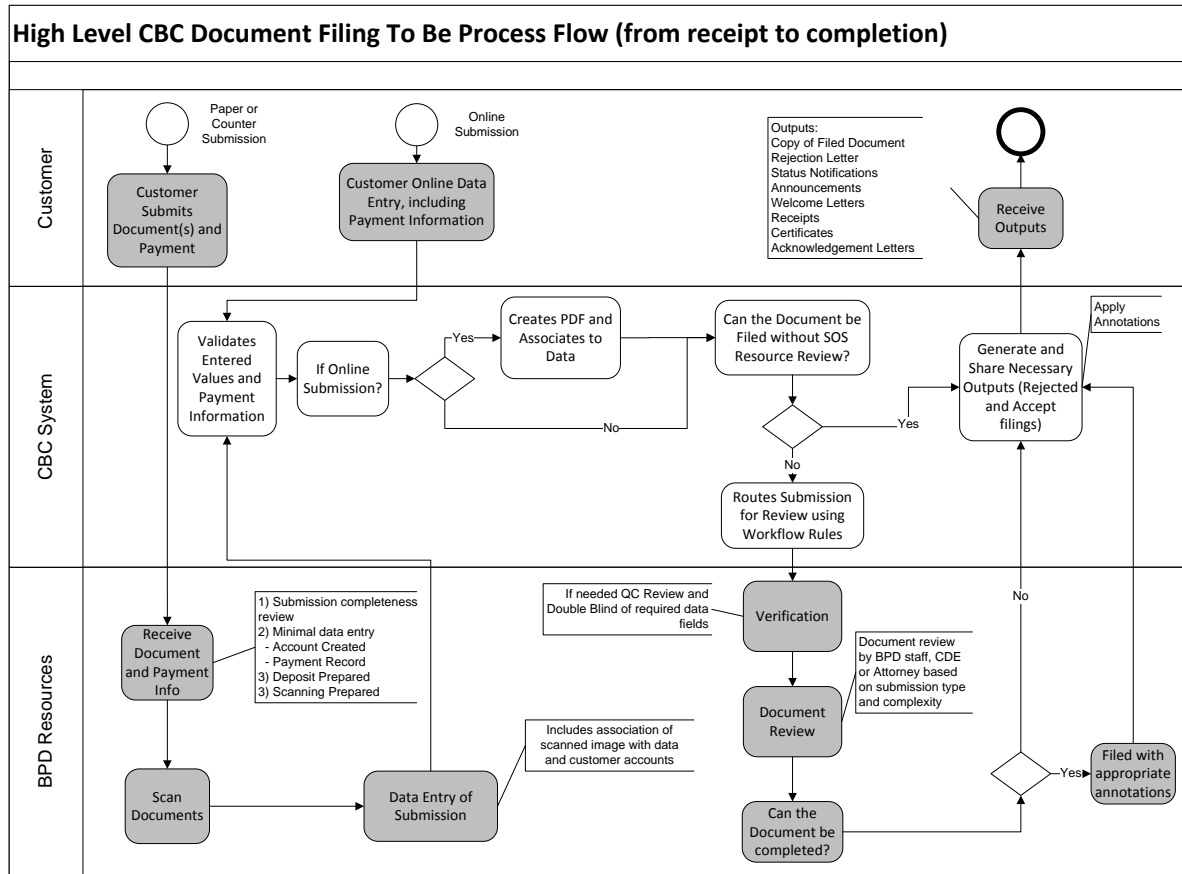 High Level CBC Document Filing To Be Process Flow (from receipt to completion)
Customer
Paper or
Counter
Submission
Online
Submission
Customer
Submits
Document(s) and
Payment
Customer Online Data
Entry, including
Payment Information
Outputs:
Copy of Filed Document
Rejection Letter
Status Notifications
Announcements
Welcome Letters
Receipts
Certificates
Acknowledgement Letters
Receive
Outputs
CBC System
Validates
Entered
Values and
Payment
Information
If Online
Submission?
Yes
No
Creates PDF and
Associates to
Data
Can the Document be
Filed without SOS
Resource Review?
Yes
No
Routes Submission
for Review using
Workflow Rules
Generate and
Share Necessary
Outputs (Rejected
and Accept
filings)
Apply
Annotations
BPD Resources
Receive
Document
and Payment
Info
1) Submission completeness
review
2) Minimal data entry
- Account Created
- Payment Record
3) Deposit Prepared
3) Scanning Prepared
Scan
Documents
Data Entry of
Submission
Includes association of
scanned image with data
and customer accounts
If needed QC Review and
Double Blind of required data
fields
Verification
Document
Review
Document review
by BPD staff, CDE
or Attorney based
on submission type
and complexity
Can the
Document be
completed?
No
Yes
Filed with
appropriate
annotations